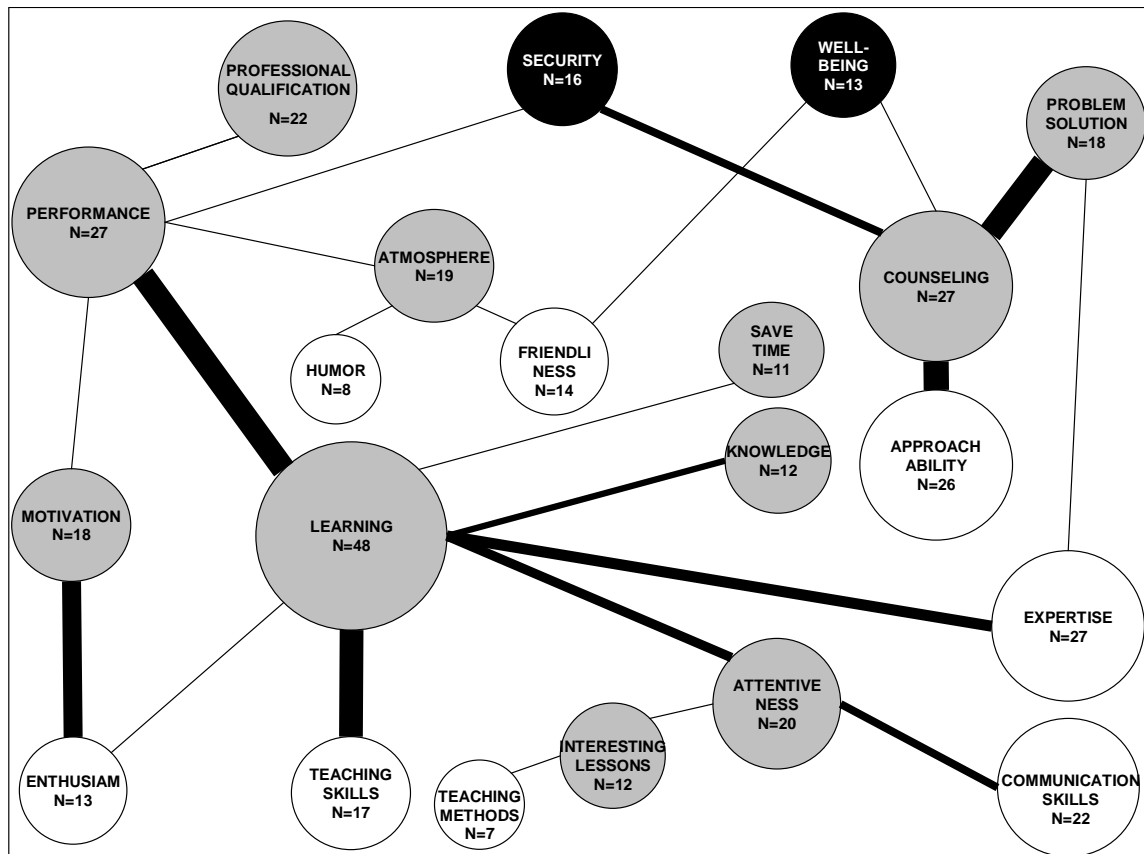 PROFESSIONAL
QUALIFICATION
N=22
SECURITY
N=16
WELL-
BEING
N=13
PROBLEM
SOLUTION
N=18
PERFORMANCE
N=27
ATMOSPHERE
N=19
COUNSELING
N=27
HUMOR
N=8
FRIENDLI
NESS
N=14
SAVE
TIME
N=11
KNOWLEDGE
N=12
APPROACH
ABILITY
N=26
MOTIVATION
N=18
LEARNING
N=48
EXPERTISE
N=27
ATTENTIVE
NESS
N=20
INTERESTING
LESSONS
N=12
ENTHUSIAM
N=13
TEACHING
SKILLS
N=17
TEACHING
METHODS
N=7
COMMUNICATION
SKILLS
N=22